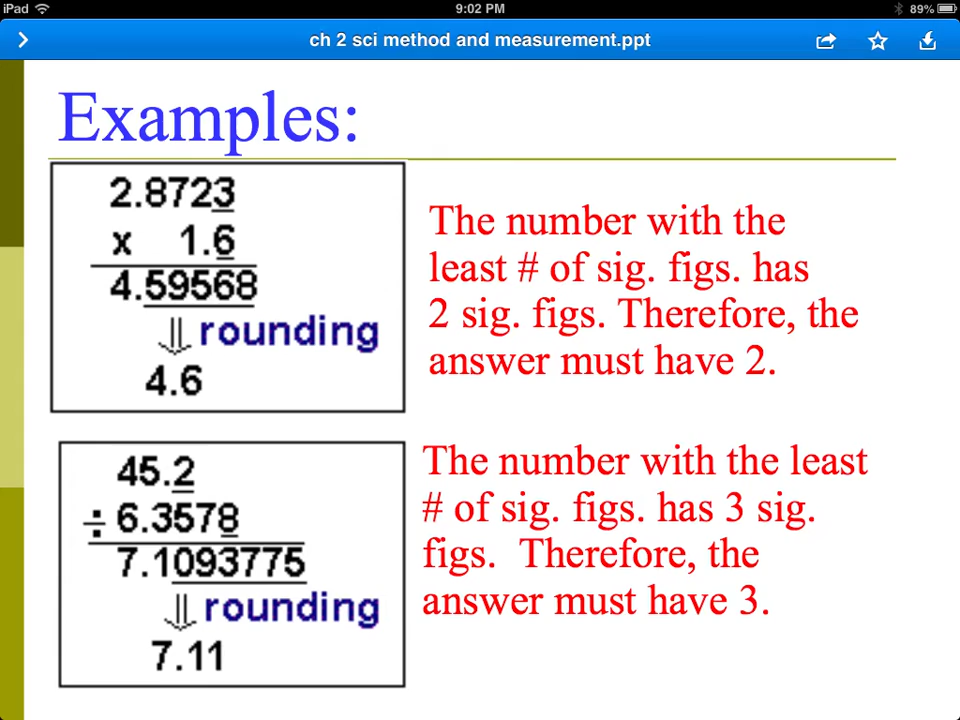 iPad 9:02 PM 89%
ch 2 sci method and measurement.ppt
Examples:
2.8723
x 1.6
4.59568
rounding
4.6
The number with the
least # of sig. figs. has
2 sig. figs. Therefore, the
answer must have 2.
45.2
÷ 6.3578
7.1093775
rounding
7.11
The number with the least
# of sig. figs. has 3 sig.
figs. Therefore, the
answer must have 3.